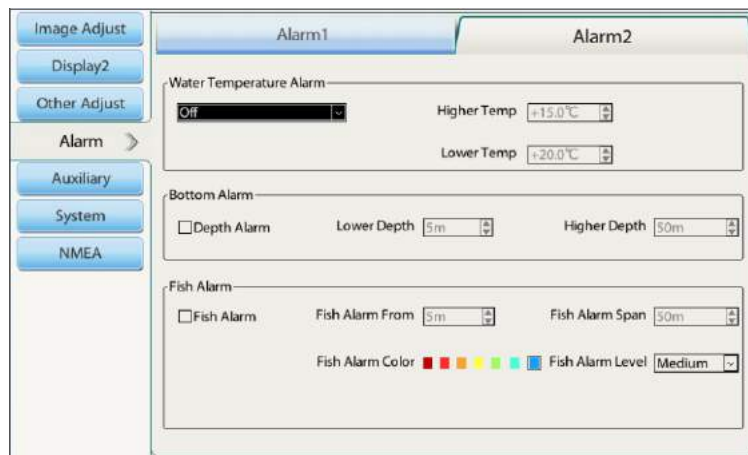 Image Adjust
Display2
Other Adjust
Alarm
Auxiliary
System
NMEA
Alarm1
Alarm2
Water Temperature Alarm
Off
Higher Temp +15.0℃
Lower Temp +20.0℃
Bottom Alarm
Depth Alarm Lower Depth 5m Higher Depth 50m
Fish Alarm
Fish Alarm Fish Alarm From 5m Fish Alarm Span 50m
Fish Alarm Color Fish Alarm Level Medium